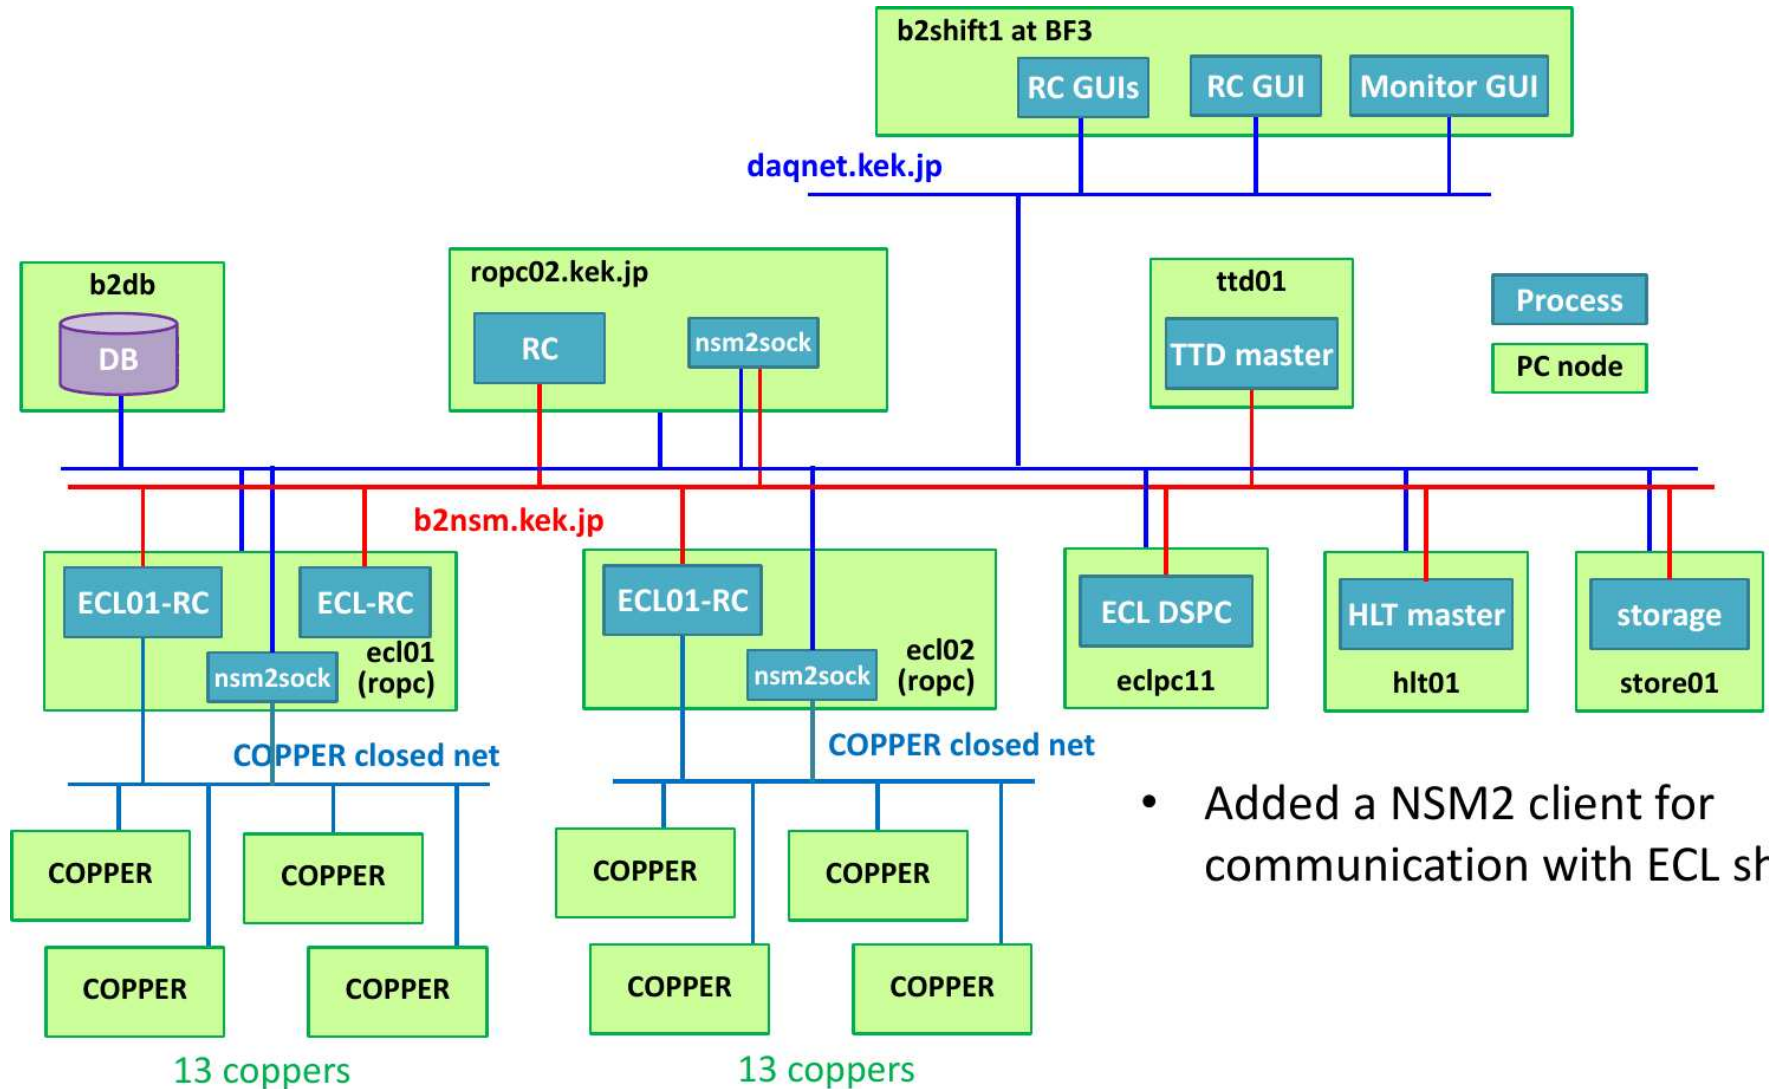 b2shift1 at BF3
RC GUIs
RC GUI
Monitor GUI
daqnet.kek.jp
b2db
DB
ropc02.kek.jp
RC
nsm2sock
ttd01
TTD master
Process
PC node
b2nsm.kek.jp
ECL01-RC
ECL-RC
nsm2sock
ecl01
(ropc)
ECL01-RC
nsm2sock
ecl02
(ropc)
ECL DSPC
eclpc11
HLT master
hlt01
storage
store01
COPPER closed net
COPPER closed net
COPPER
COPPER
COPPER
COPPER
13 coppers
COPPER
COPPER
COPPER
COPPER
13 coppers
• Added a NSM2 client for
communication with ECL